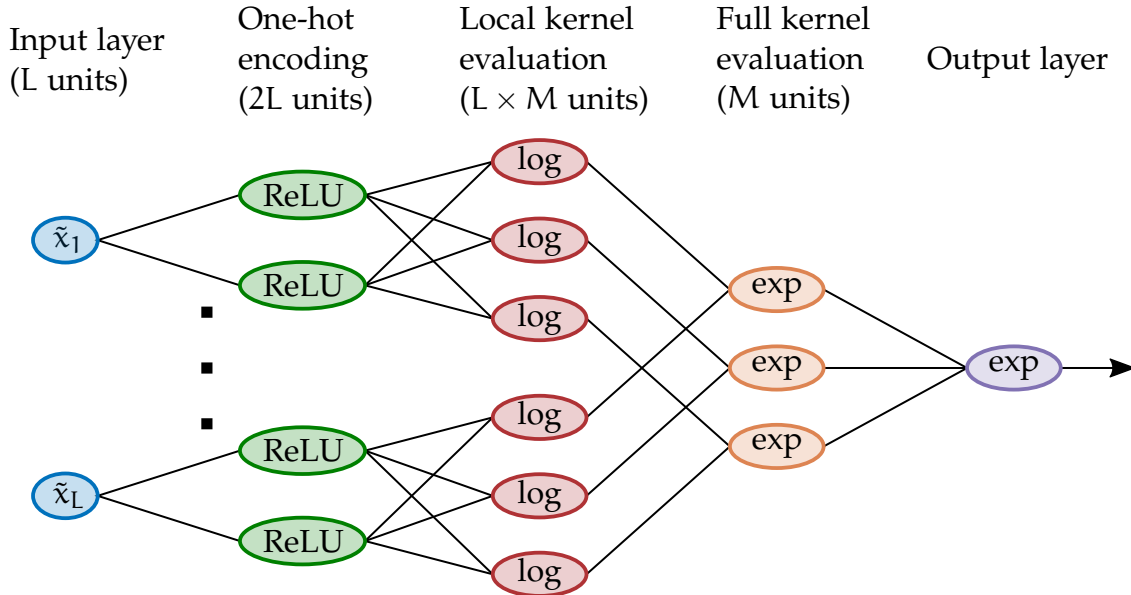 Input layer
(L units)
One-hot
encoding
(2L units)
Local kernel
evaluation
(L × M units)
Full kernel
evaluation
(M units)
Output layer
x̃₁
x̃_L
ReLU
ReLU
ReLU
ReLU
log
log
log
log
log
log
exp
exp
exp
exp